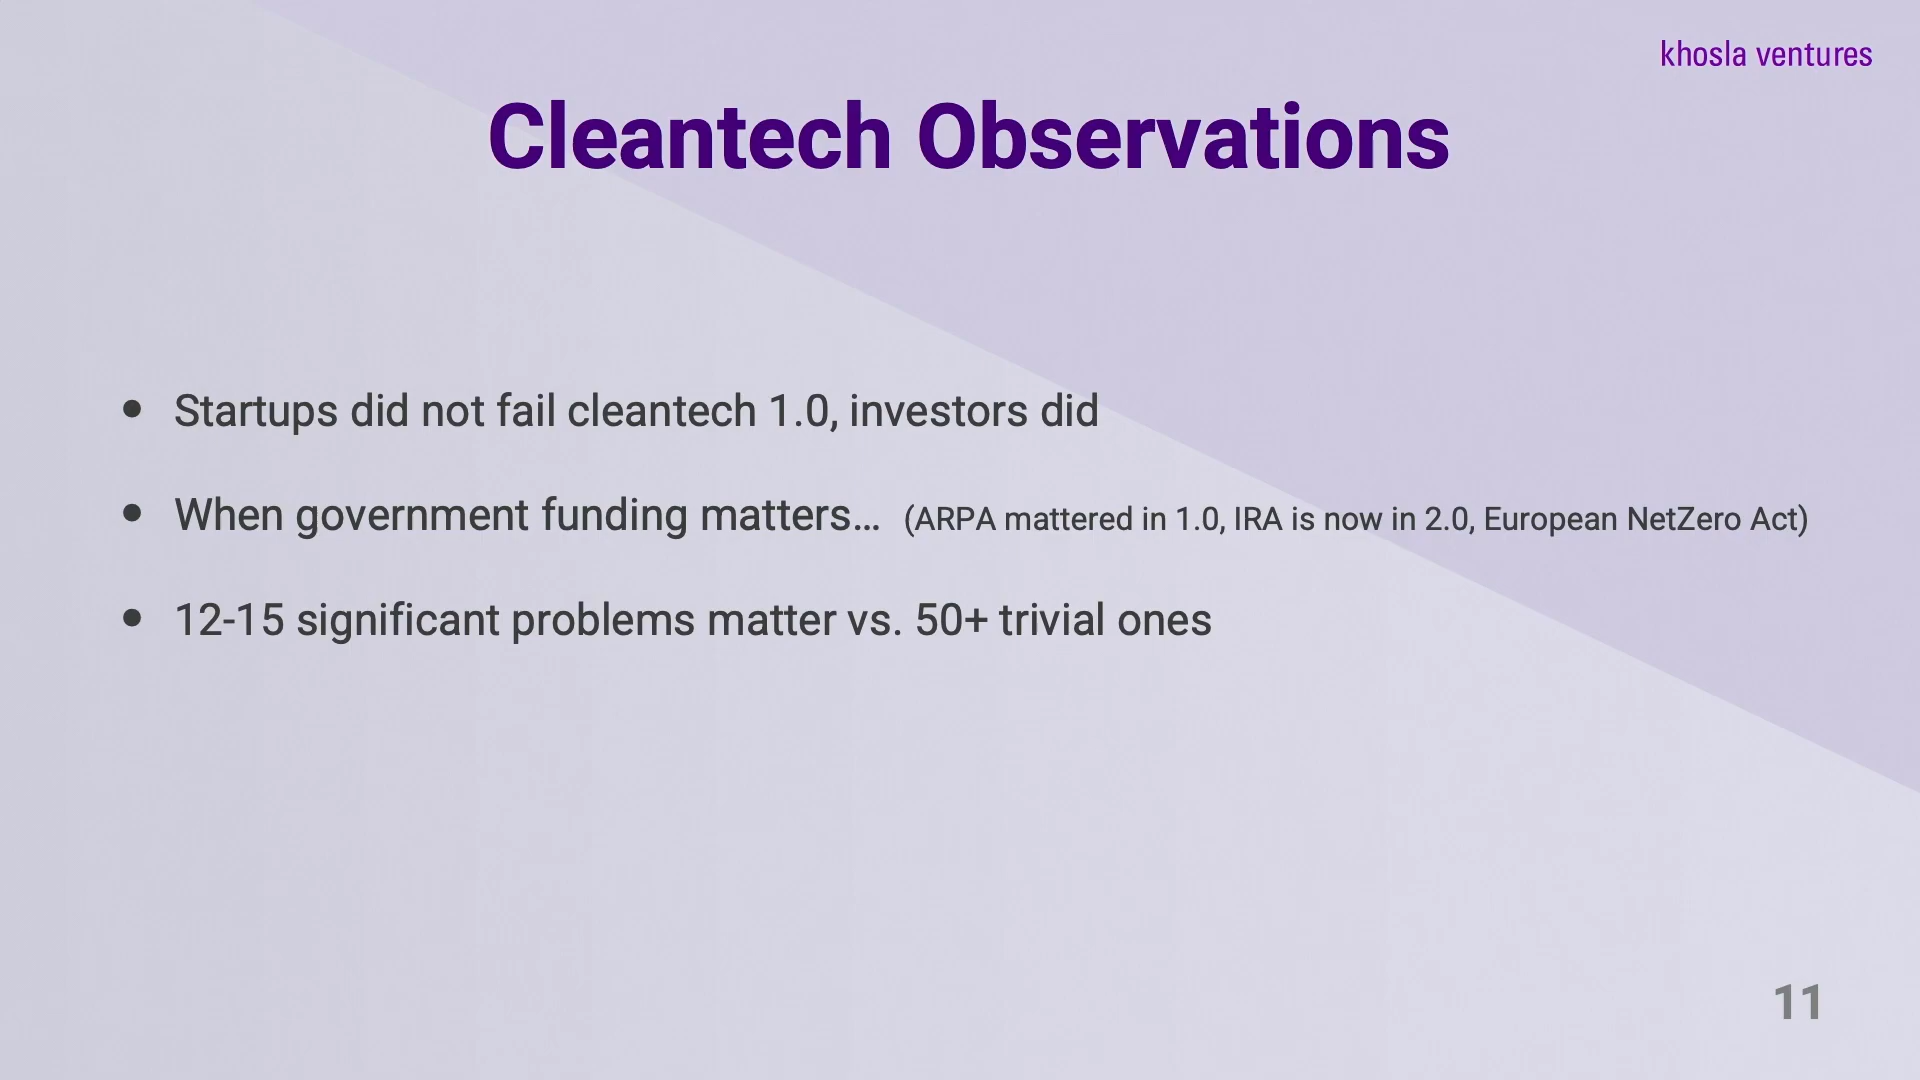 khosla ventures
Cleantech Observations
• Startups did not fail cleantech 1.0, investors did
• When government funding matters... (ARPA mattered in 1.0, IRA is now in 2.0, European NetZero Act)
• 12-15 significant problems matter vs. 50+ trivial ones
11